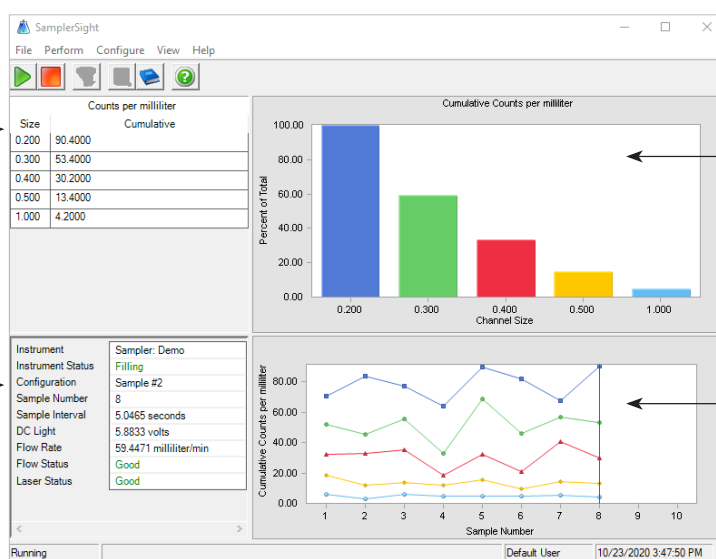 SamplerSight
File Perform Configure View Help
Counts per milliliter
Size Cumulative
0.200 90.4000
0.300 53.4000
0.400 30.2000
0.500 13.4000
1.000 4.2000
Cumulative Counts per milliliter
Percent of Total
100.00
80.00
60.00
40.00
20.00
0.00
0.200 0.300 0.400 0.500 1.000
Channel Size
Instrument Sampler: Demo
Instrument Status Filling
Configuration Sample #2
Sample Number 8
Sample Interval 5.0465 seconds
DC Light 5.8833 volts
Flow Rate 59.4471 milliliter/min
Flow Status Good
Laser Status Good
Cumulative Counts per milliliter
80.00
60.00
40.00
20.00
0.00
1 2 3 4 5 6 7 8 9 10
Sample Number
Running Default User 10/23/2020 3:47:50 PM